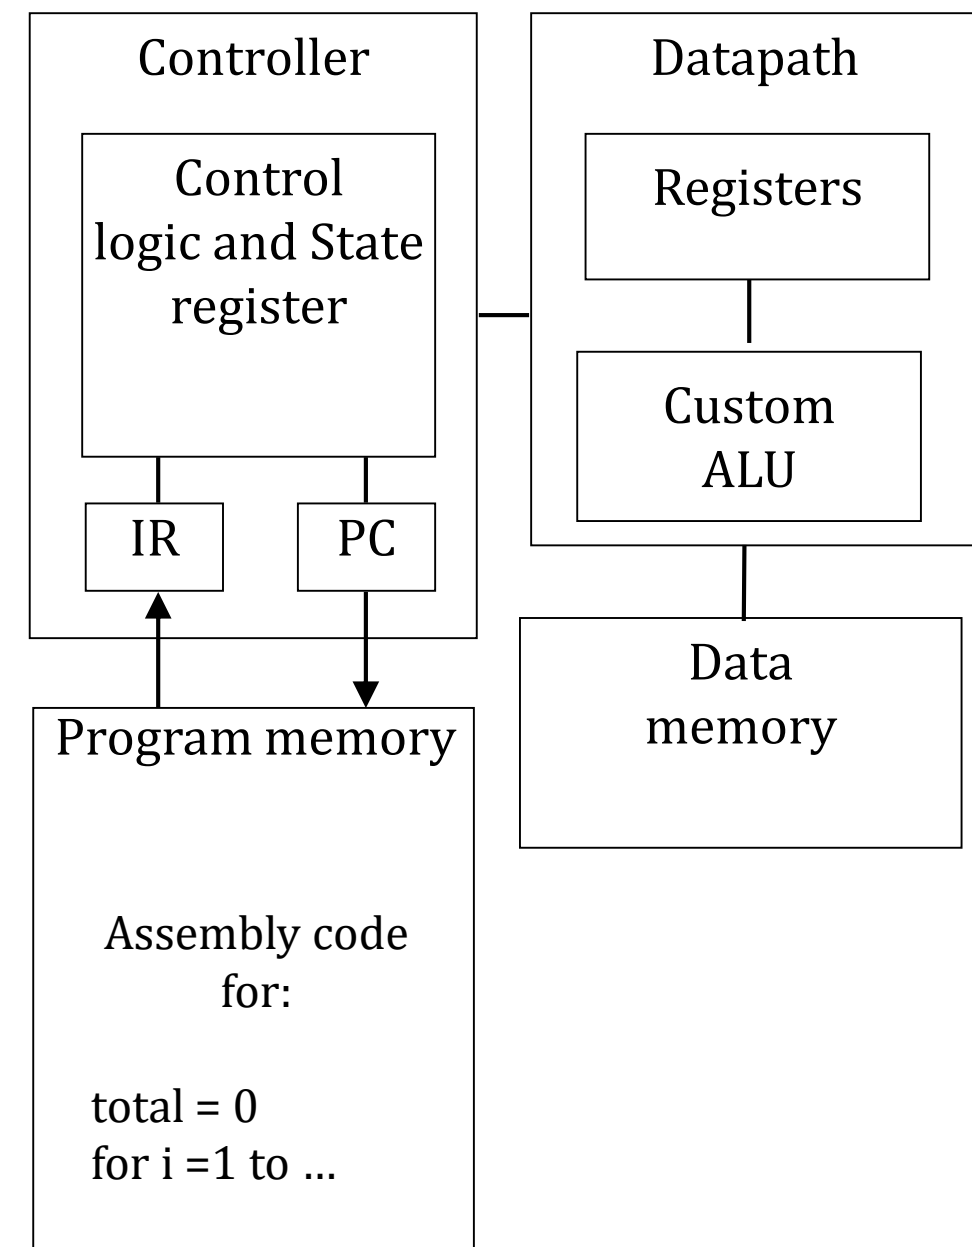 Controller
Control
logic and State
register
IR
PC
Program memory
Assembly code
for:
total = 0
for i =1 to …
Datapath
Registers
Custom
ALU
Data
memory